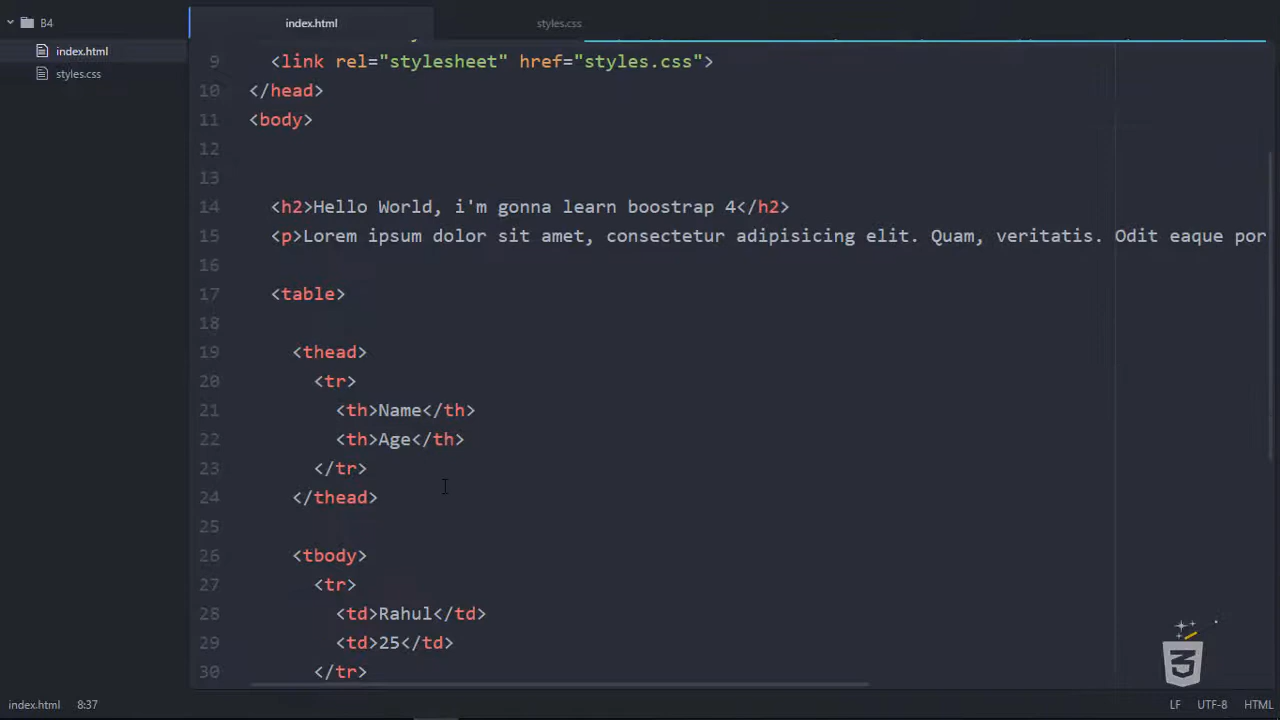 B4
index.html
styles.css
index.html
styles.css
9 <link rel="stylesheet" href="styles.css">
10 </head>
11 <body>
12
13
14 <h2>Hello World, i'm gonna learn boostrap 4</h2>
15 <p>Lorem ipsum dolor sit amet, consectetur adipisicing elit. Quam, veritatis. Odit eaque por
16
17 <table>
18
19 <thead>
20 <tr>
21 <th>Name</th>
22 <th>Age</th>
23 </tr>
24 </thead>
25
26 <tbody>
27 <tr>
28 <td>Rahul</td>
29 <td>25</td>
30 </tr>
3
index.html 8:37 LF UTF-8 HTML